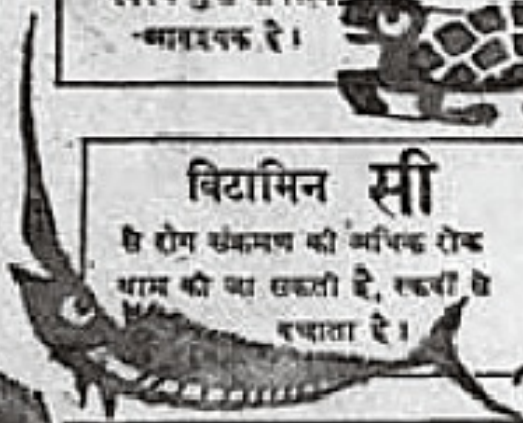 आवश्यक है।
विटामिन सी
से रोग संक्रमण की अधिक रोक
थाम की जा सकती है, स्कर्वी से
बचाता है।